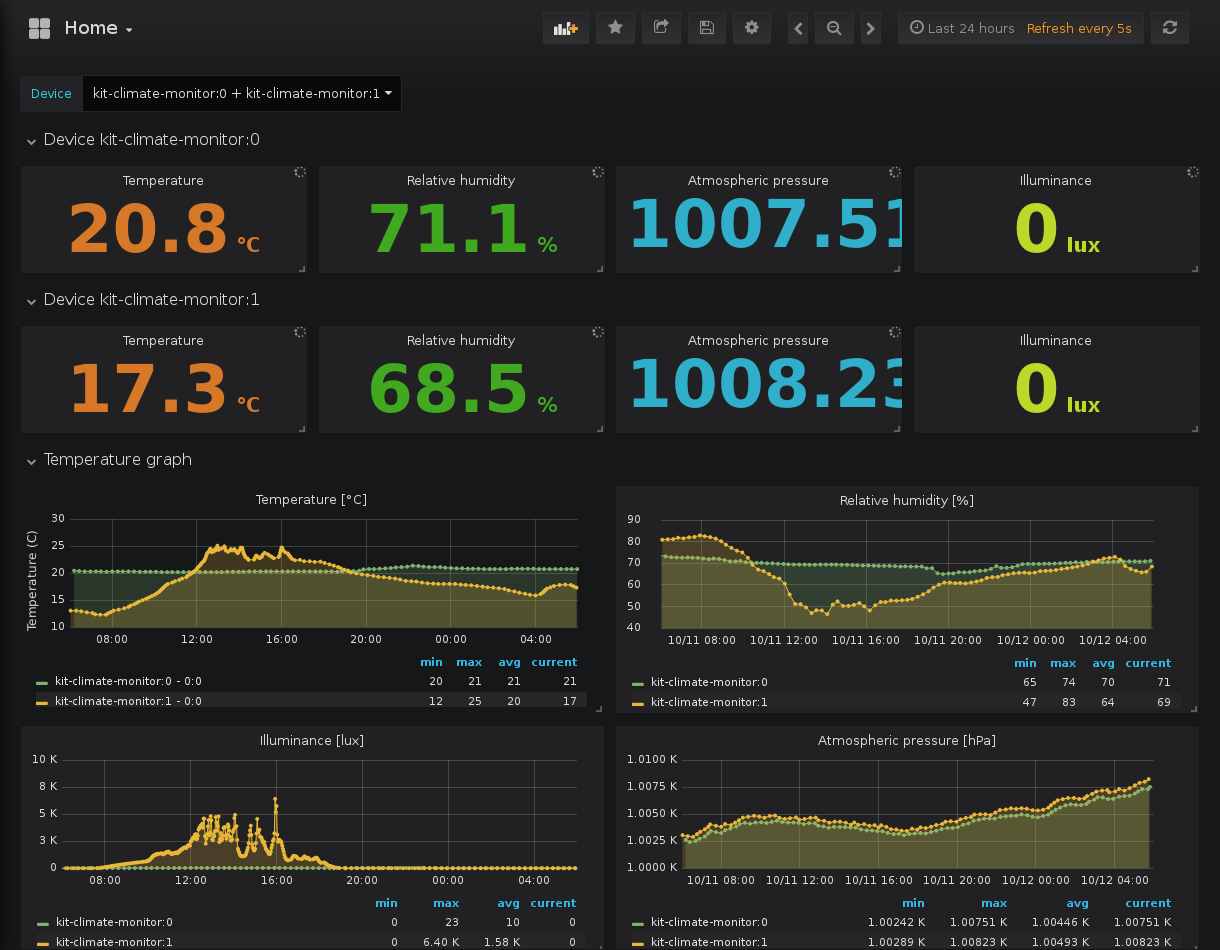 Home
Last 24 hours Refresh every 5s
Device kit-climate-monitor:0 + kit-climate-monitor:1
Device kit-climate-monitor:0
Temperature Relative humidity Atmospheric pressure Illuminance
20.8 °C 71.1 % 1007.51 0 lux
Device kit-climate-monitor:1
Temperature Relative humidity Atmospheric pressure Illuminance
17.3 °C 68.5 % 1008.23 0 lux
Temperature graph
Temperature [°C]
Temperature (C)
30
25
20
15
10
08:00 12:00 16:00 20:00 00:00 04:00
min max avg current
kit-climate-monitor:0 - 0:0 20 21 21 21
kit-climate-monitor:1 - 0:0 12 25 20 17
Relative humidity [%]
90
80
70
60
50
40
10/11 08:00 10/11 12:00 10/11 16:00 10/11 20:00 10/12 00:00 10/12 04:00
min max avg current
kit-climate-monitor:0 65 74 70 71
kit-climate-monitor:1 47 83 64 69
Illuminance [lux]
10 K
8 K
5 K
3 K
0
08:00 12:00 16:00 20:00 00:00 04:00
min max avg current
kit-climate-monitor:0 0 23 10 0
kit-climate-monitor:1 0 6.40 K 1.58 K 0
Atmospheric pressure [hPa]
1.0100 K
1.0075 K
1.0050 K
1.0025 K
1.0000 K
10/11 08:00 10/11 12:00 10/11 16:00 10/11 20:00 10/12 00:00 10/12 04:00
min max avg current
kit-climate-monitor:0 1.00242 K 1.00751 K 1.00446 K 1.00751 K
kit-climate-monitor:1 1.00289 K 1.00823 K 1.00493 K 1.00823 K